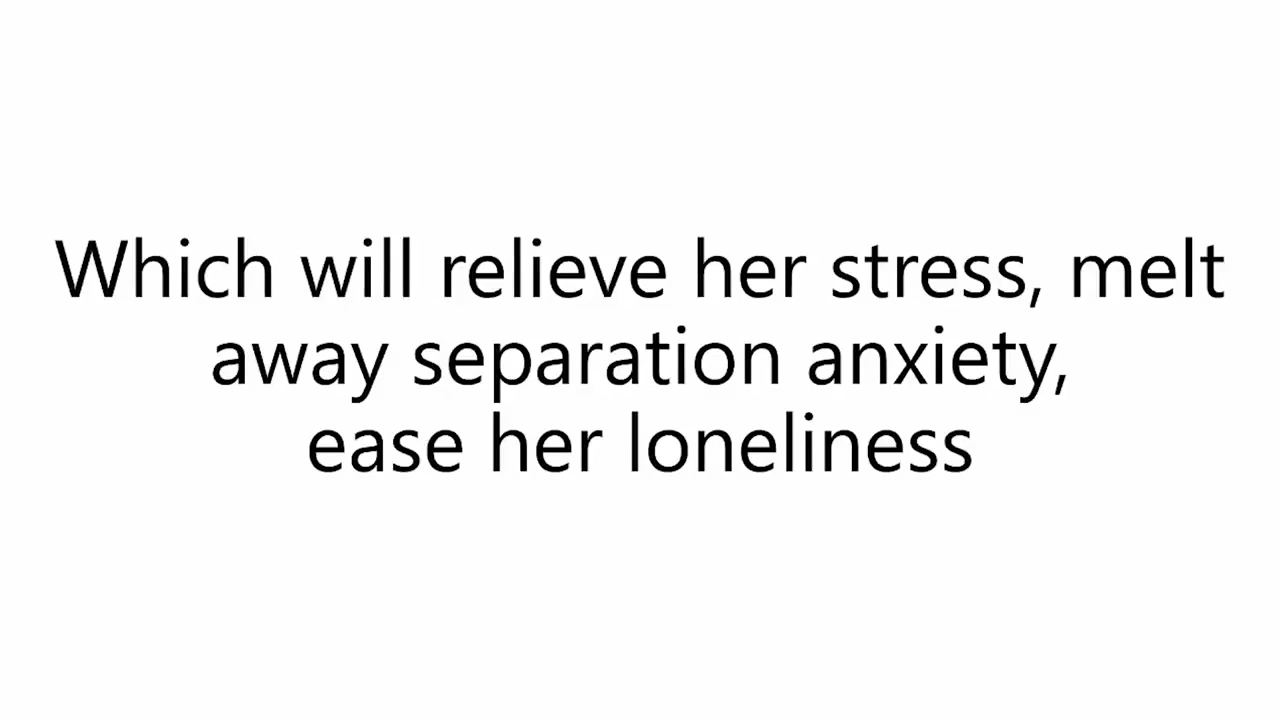 Which will relieve her stress, melt
away separation anxiety,
ease her loneliness